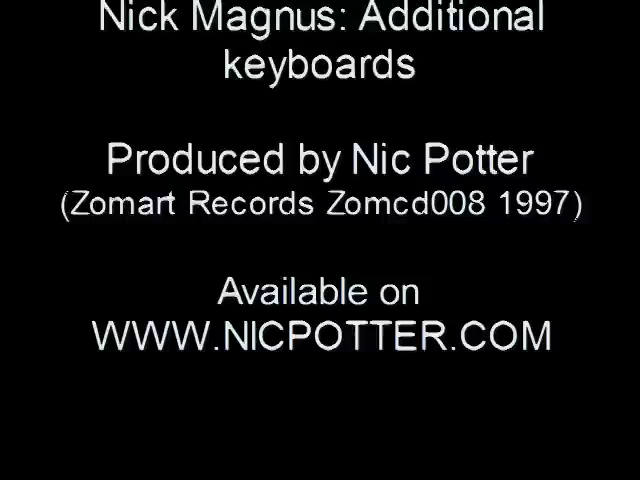 Nick Magnus: Additional
keyboards
Produced by Nic Potter
(Zomart Records Zomcd008 1997)
Available on
WWW.NICPOTTER.COM